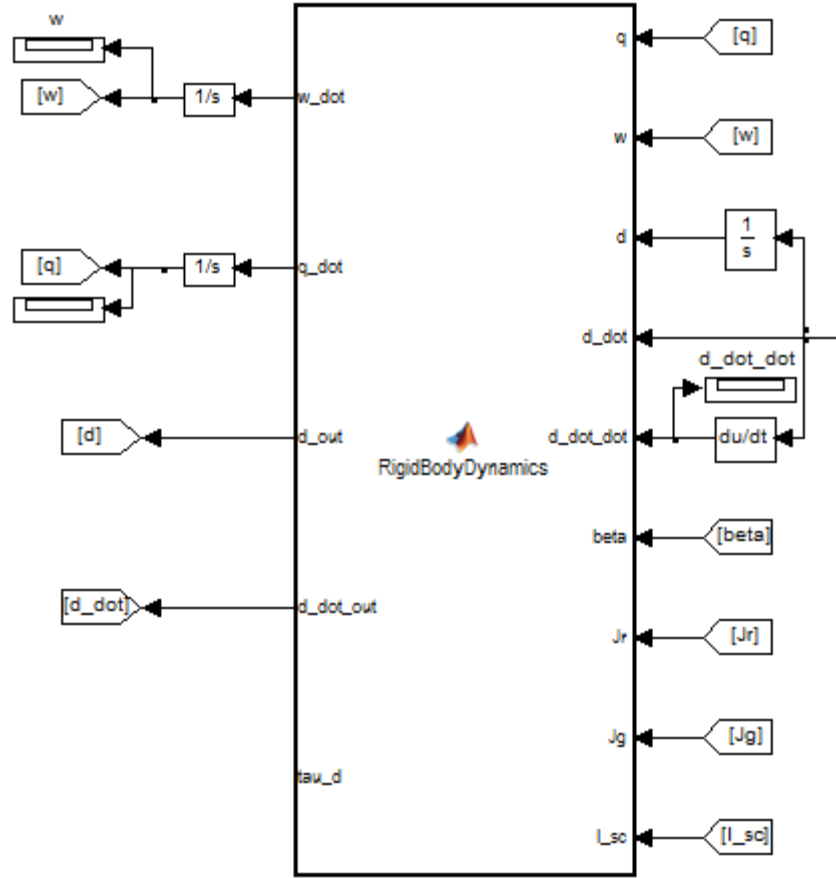 w
q
[q]
[w]
1/s
w_dot
w
[w]
d
1
s
[q]
1/s
q_dot
d_dot
d_dot_dot
[d]
d_out
d_dot_dot
du/dt
RigidBodyDynamics
beta
[beta]
[d_dot]
d_dot_out
Jr
[Jr]
Jg
[Jg]
tau_d
I_sc
[I_sc]